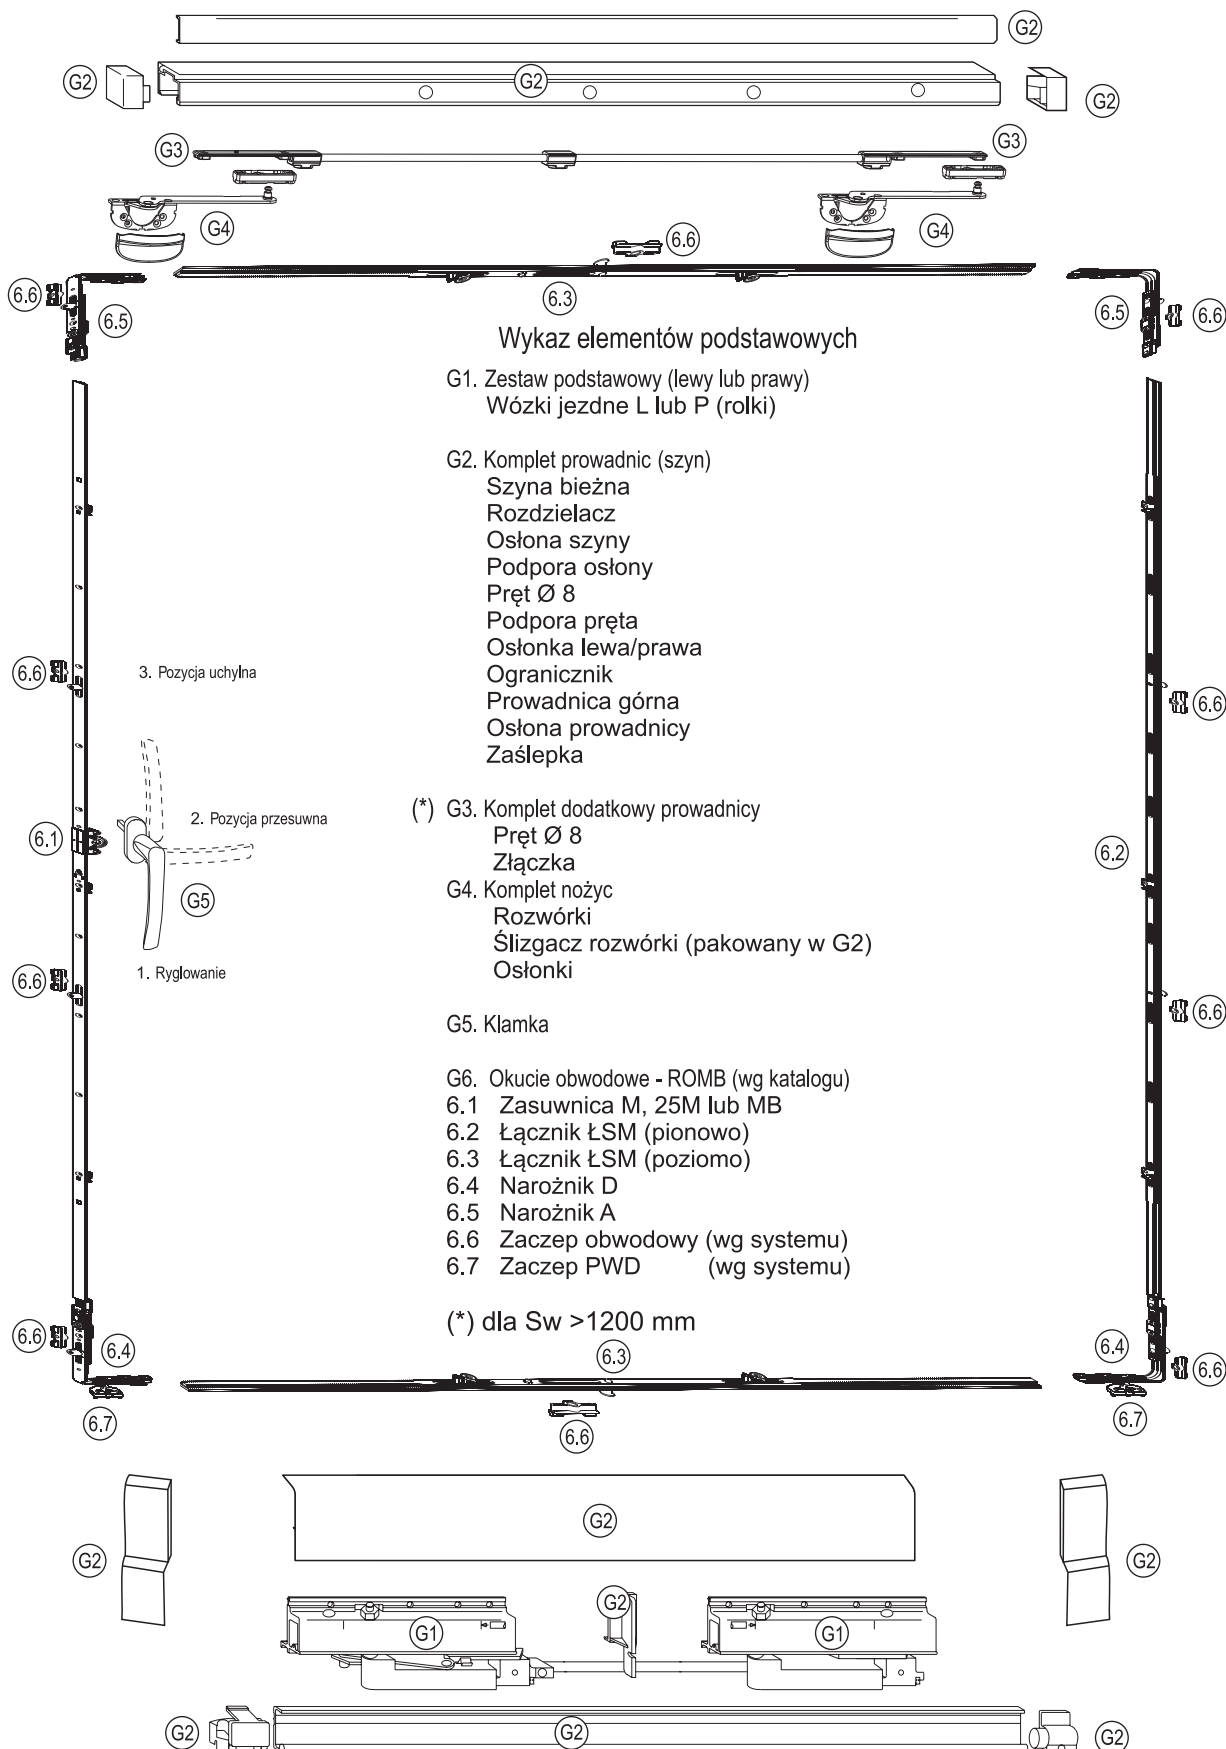 G2
G2
G2
G2
G3
G3
G4
G4
6.6
6.6
6.5
6.3
6.5
6.6
Wykaz elementów podstawowych
G1. Zestaw podstawowy (lewy lub prawy)
Wózki jezdne L lub P (rolki)
G2. Komplet prowadnic (szyn)
Szyna bieżna
Rozdzielacz
Osłona szyny
Podpora osłony
Pręt Ø 8
Podpora pręta
Osłonka lewa/prawa
Ogranicznik
Prowadnica górna
Osłona prowadnicy
Zaślepka
6.6
3. Pozycja uchylna
6.6
2. Pozycja przesuwna
6.1
G5
1. Ryglowanie
6.6
6.2
6.6
(*) G3. Komplet dodatkowy prowadnicy
Pręt Ø 8
Złączka
G4. Komplet nożyc
Rozwórki
Ślizgacz rozwórki (pakowany w G2)
Osłonki
G5. Klamka
G6. Okucie obwodowe - ROMB (wg katalogu)
6.1 Zasuwnica M, 25M lub MB
6.2 Łącznik ŁSM (pionowo)
6.3 Łącznik ŁSM (poziomo)
6.4 Narożnik D
6.5 Narożnik A
6.6 Zaczep obwodowy (wg systemu)
6.7 Zaczep PWD (wg systemu)
(*) dla Sw >1200 mm
6.6
6.4
6.3
6.4
6.6
6.7
6.6
6.7
G2
G2
G2
G2
G1
G1
G2
G2
G2